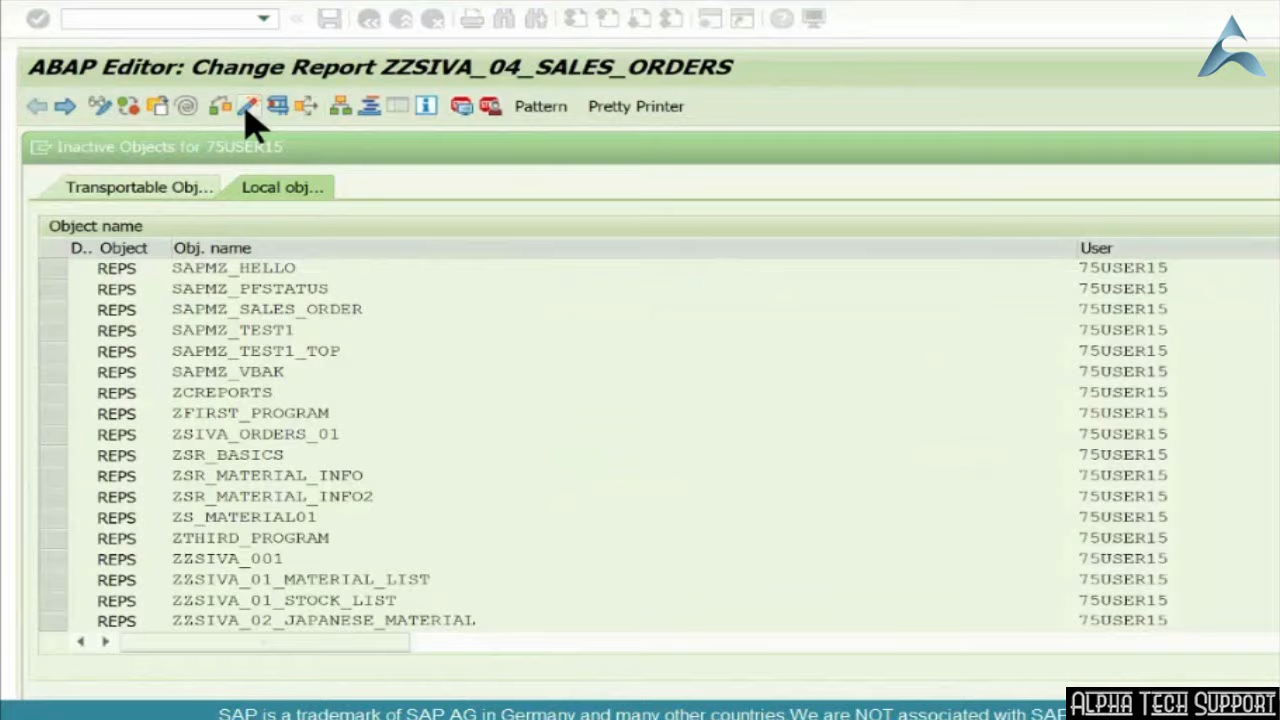 ABAP Editor: Change Report ZZSIVA_04_SALES_ORDERS
Pattern Pretty Printer
Inactive Objects for 75USER15
Transportable Obj... Local obj...
Object name
D.. Object Obj. name User
REPS SAPMZ_HELLO 75USER15
REPS SAPMZ_PFSTATUS 75USER15
REPS SAPMZ_SALES_ORDER 75USER15
REPS SAPMZ_TEST1 75USER15
REPS SAPMZ_TEST1_TOP 75USER15
REPS SAPMZ_VBAK 75USER15
REPS ZCREPORTS 75USER15
REPS ZFIRST_PROGRAM 75USER15
REPS ZSIVA_ORDERS_01 75USER15
REPS ZSR_BASICS 75USER15
REPS ZSR_MATERIAL_INFO 75USER15
REPS ZSR_MATERIAL_INFO2 75USER15
REPS ZS_MATERIAL01 75USER15
REPS ZTHIRD_PROGRAM 75USER15
REPS ZZSIVA_001 75USER15
REPS ZZSIVA_01_MATERIAL_LIST 75USER15
REPS ZZSIVA_01_STOCK_LIST 75USER15
REPS ZZSIVA_02_JAPANESE_MATERIAL 75USER15
SAP is a trademark of SAP AG in Germany and many other countries.We are NOT associated with SAP
Alpha Tech Support